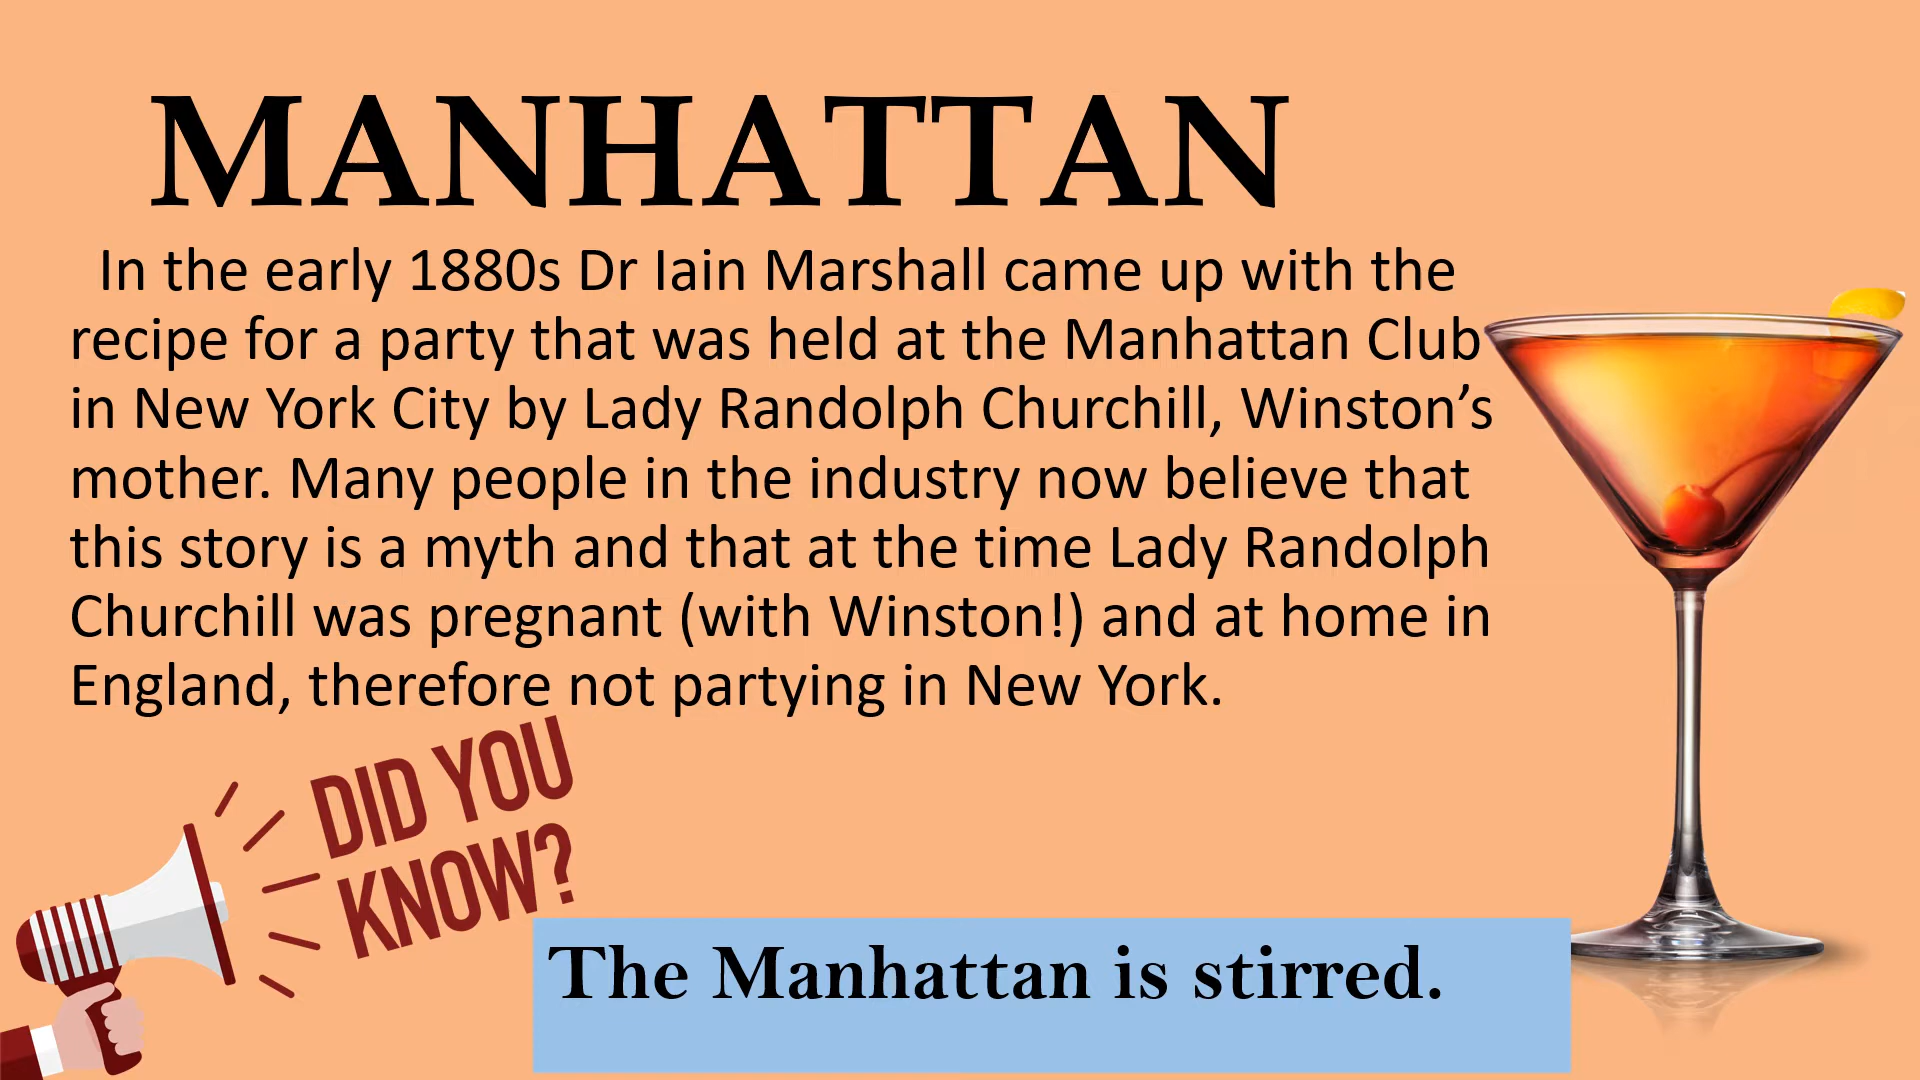 MANHATTAN
In the early 1880s Dr Iain Marshall came up with the
recipe for a party that was held at the Manhattan Club
in New York City by Lady Randolph Churchill, Winston’s
mother. Many people in the industry now believe that
this story is a myth and that at the time Lady Randolph
Churchill was pregnant (with Winston!) and at home in
England, therefore not partying in New York.
DID YOU
KNOW?
The Manhattan is stirred.